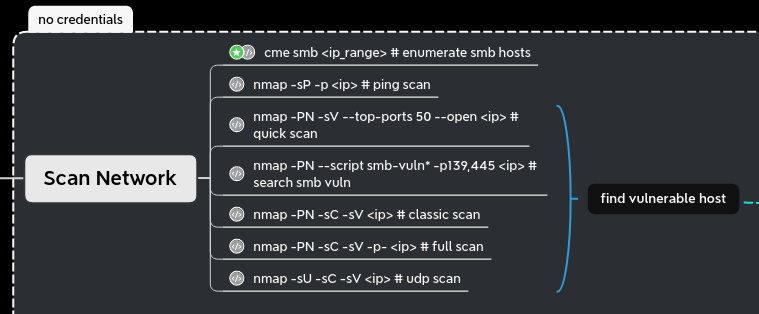 no credentials
cme smb <ip_range> # enumerate smb hosts
nmap -sP -p <ip> # ping scan
nmap -PN -sV --top-ports 50 --open <ip> #
quick scan
nmap -PN --script smb-vuln* -p139,445 <ip> #
search smb vuln
Scan Network
find vulnerable host
nmap -PN -sC -sV <ip> # classic scan
nmap -PN -sC -sV -p- <ip> # full scan
nmap -sU -sC -sV <ip> # udp scan